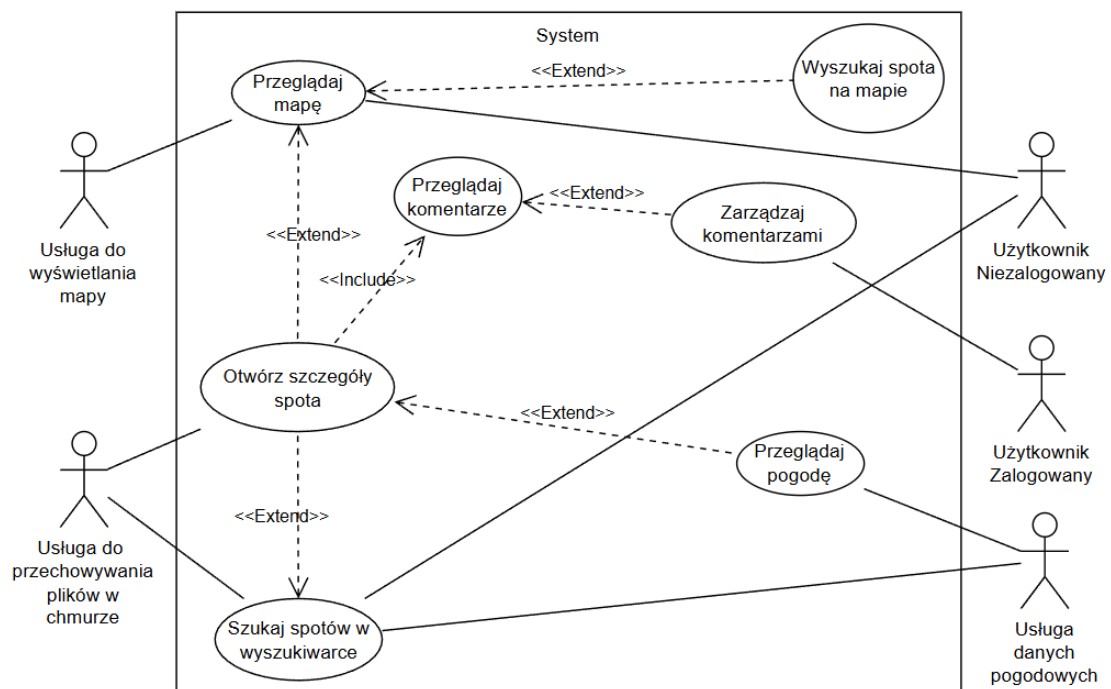 System
Przeglądaj
mapę
<<Extend>>
Wyszukaj spota
na mapie
Przeglądaj
komentarze
<<Extend>>
Zarządzaj
komentarzami
Usługa do
wyświetlania
mapy
<<Extend>>
<<Include>>
Użytkownik
Niezalogowany
Otwórz szczegóły
spota
<<Extend>>
Przeglądaj
pogodę
Użytkownik
Zalogowany
<<Extend>>
Usługa do
przechowywania
plików w
chmurze
Szukaj spotów w
wyszukiwarce
Usługa
danych
pogodowych